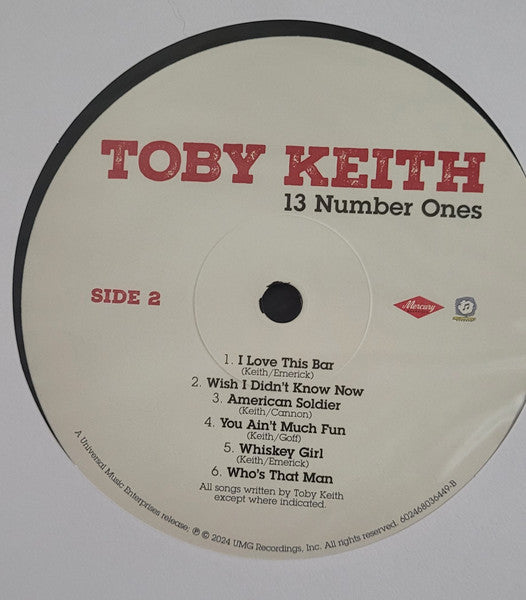 TOBY KEITH
13 Number Ones
SIDE 2
Mercury
1. I Love This Bar
(Keith/Emerick)
2. Wish I Didn't Know Now
3. American Soldier
(Keith/Cannon)
4. You Ain't Much Fun
(Keith/Goff)
5. Whiskey Girl
(Keith/Emerick)
6. Who's That Man
All songs written by Toby Keith
except where indicated.
A Universal Music Enterprises release; ℗ © 2024 UMG Recordings, Inc. All rights reserved. 602468036449-B